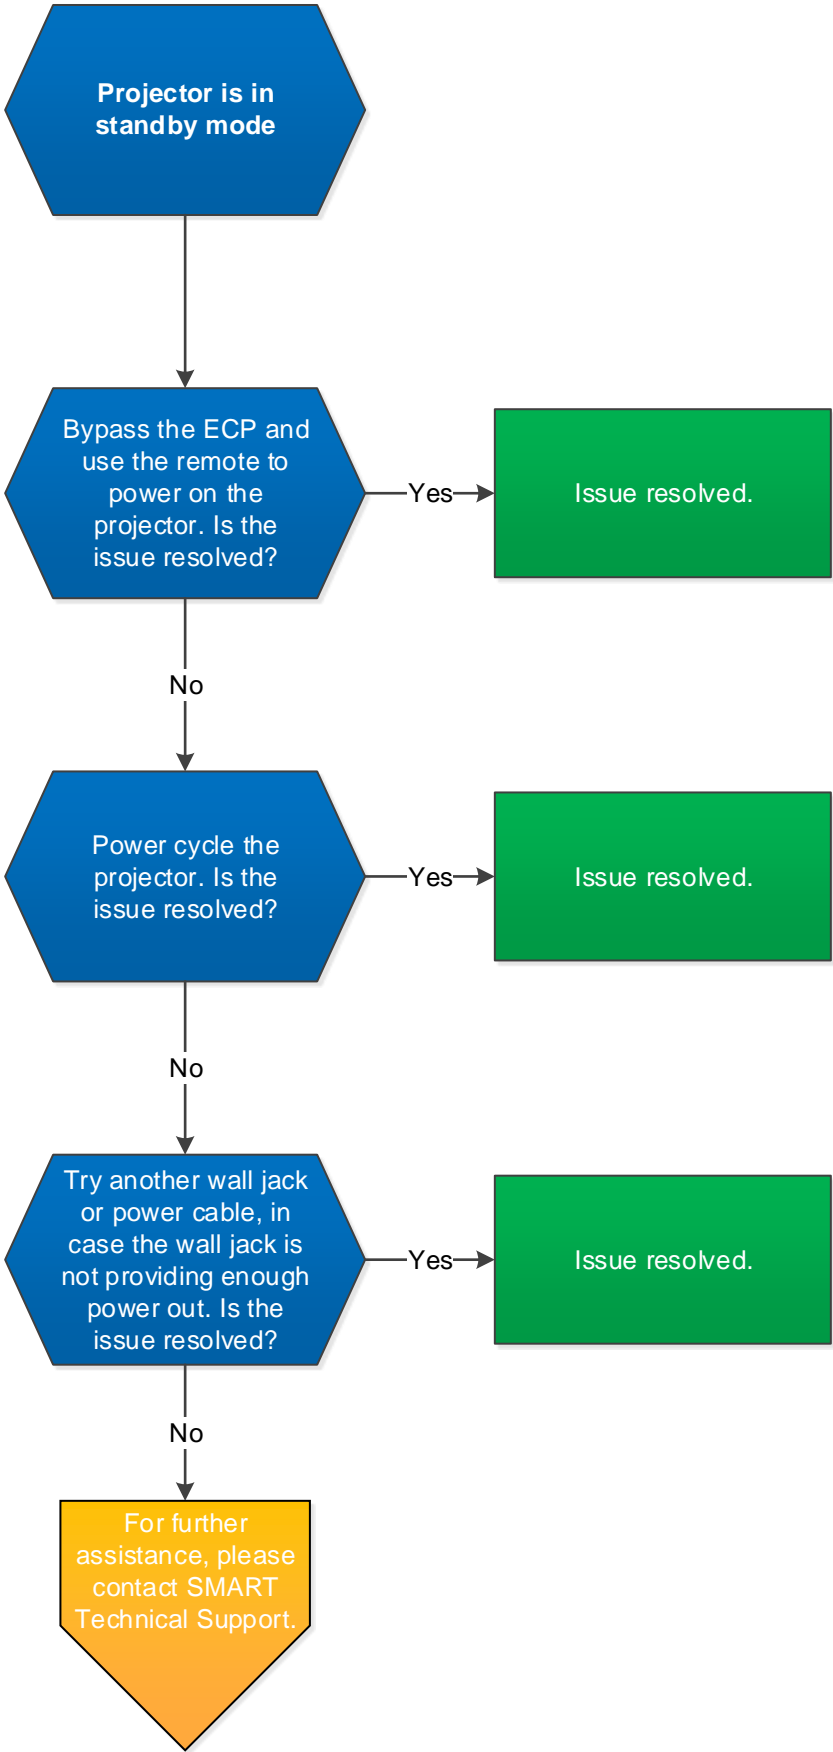 Projector is in
standby mode
Bypass the ECP and
use the remote to
power on the
projector. Is the
issue resolved?
Yes
Issue resolved.
No
Power cycle the
projector. Is the
issue resolved?
Yes
Issue resolved.
No
Try another wall jack
or power cable, in
case the wall jack is
not providing enough
power out. Is the
issue resolved?
Yes
Issue resolved.
No
For further
assistance, please
contact SMART
Technical Support.